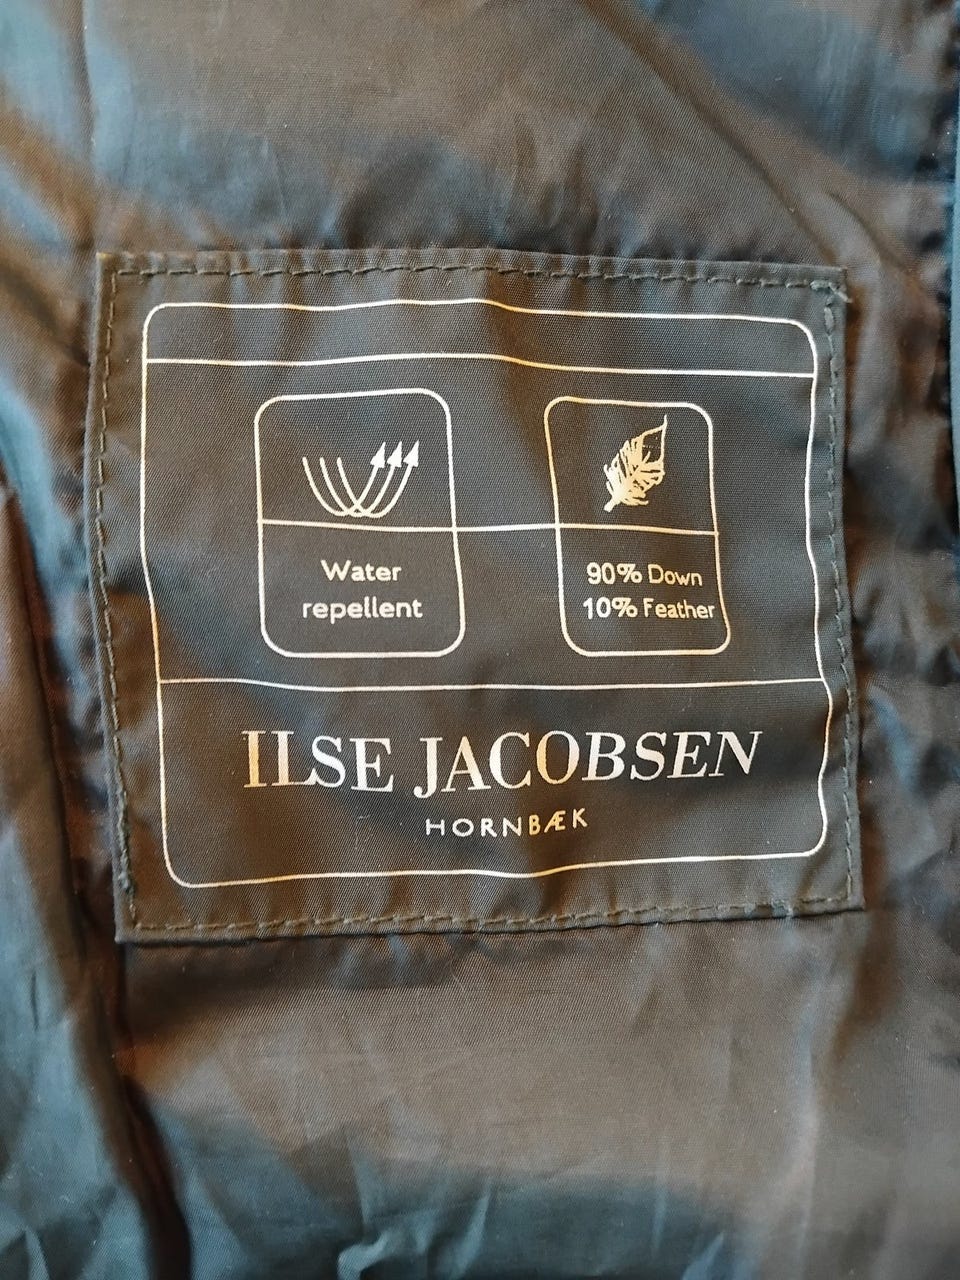 Water
repellent
90% Down
10% Feather
ILSE JACOBSEN
HORNBÆK